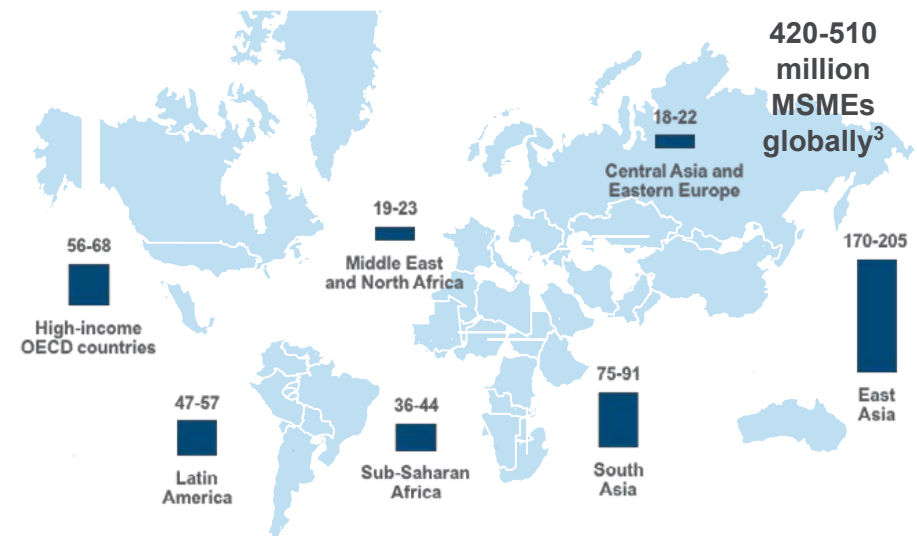 420-510
million
MSMEs
globally³
18-22
Central Asia and
Eastern Europe
19-23
Middle East
and North Africa
56-68
High-income
OECD countries
170-205
East
Asia
47-57
Latin
America
36-44
Sub-Saharan
Africa
75-91
South
Asia